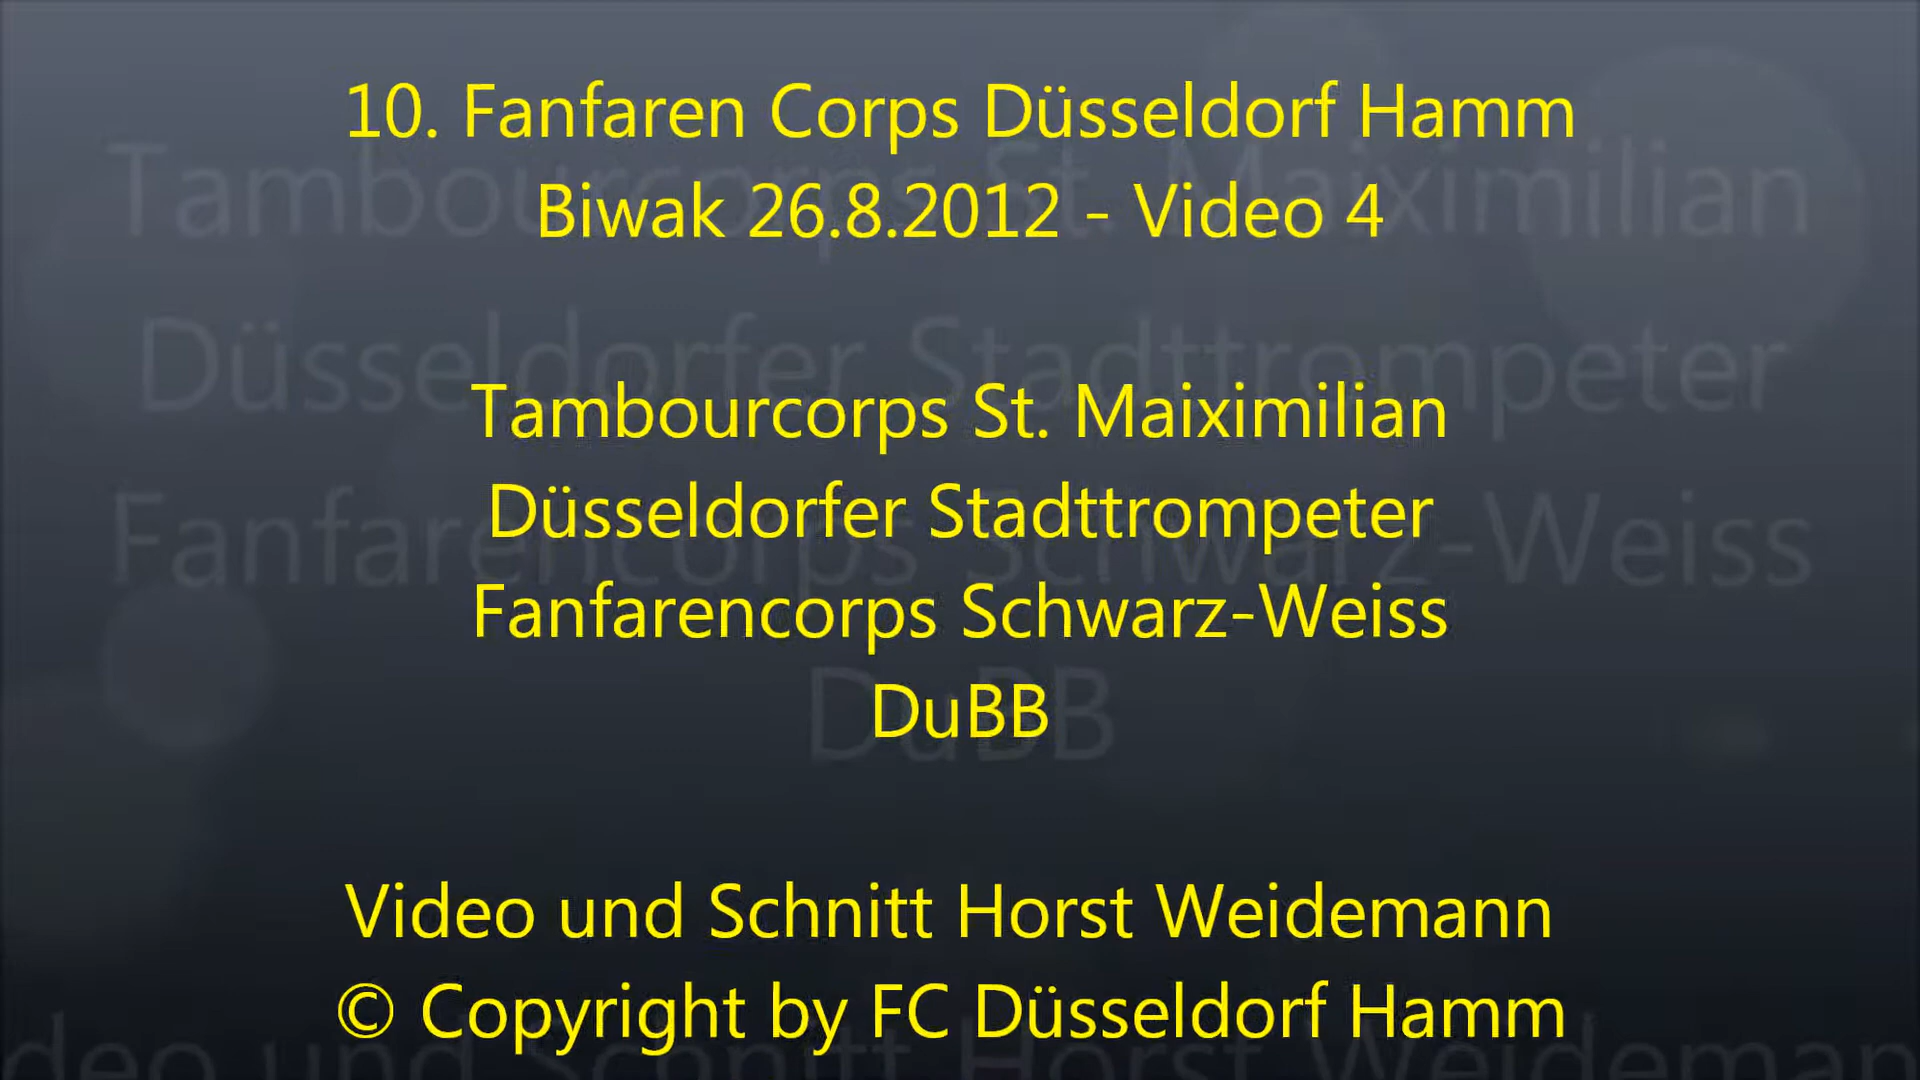 10. Fanfaren Corps Düsseldorf Hamm
Biwak 26.8.2012 - Video 4
Tambourcorps St. Maiximilian
Düsseldorfer Stadttrompeter
Fanfarencorps Schwarz-Weiss
DuBB
Video und Schnitt Horst Weidemann
© Copyright by FC Düsseldorf Hamm